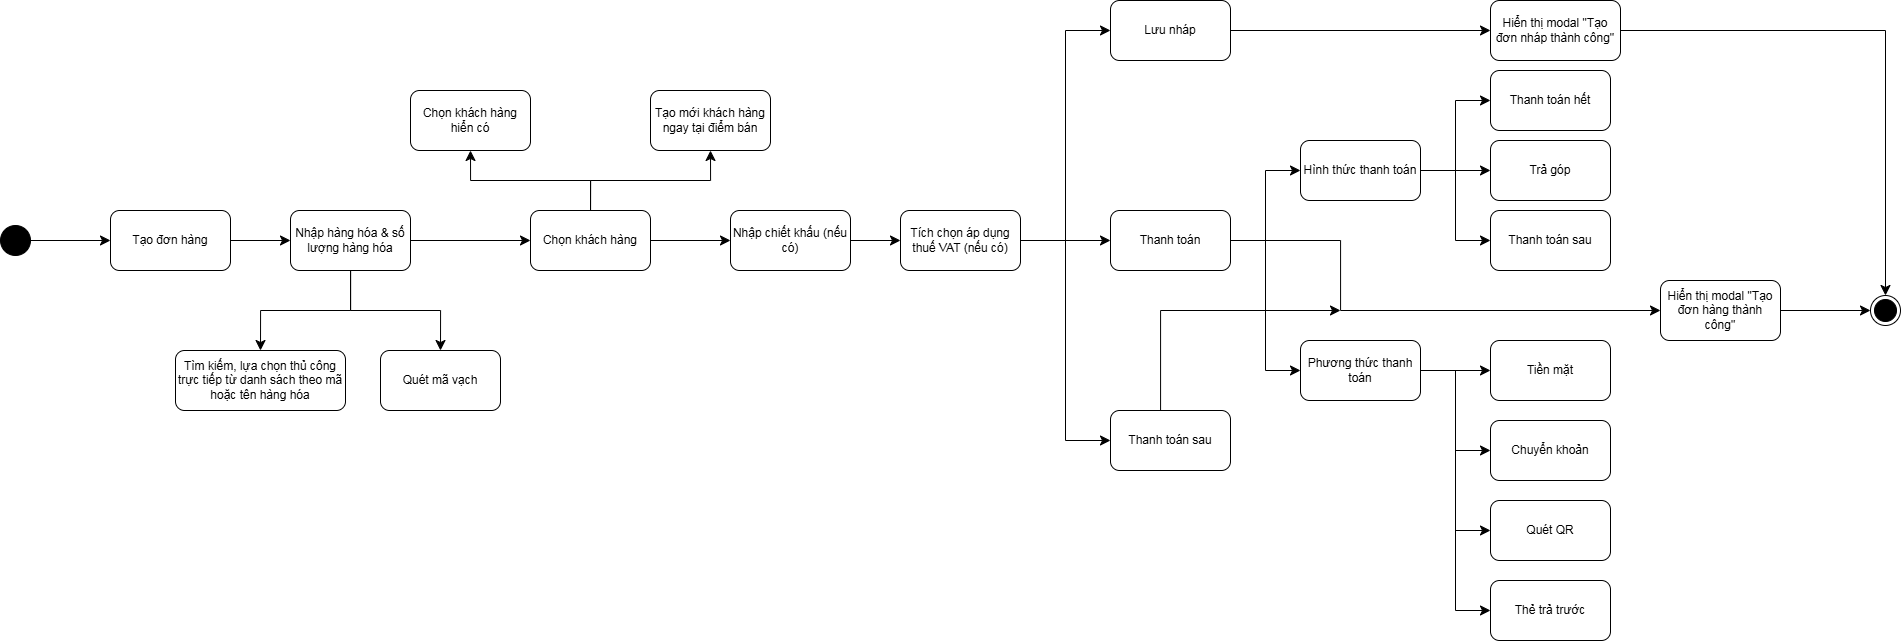 Lưu nháp
Hiển thị modal "Tạo
đơn nháp thành công"
Chọn khách hàng
hiển có
Tạo mới khách hàng
ngay tại điểm bán
Thanh toán hết
Hình thức thanh toán
Trả góp
Tạo đơn hàng
Nhập hàng hóa & số
lượng hàng hóa
Chọn khách hàng
Nhập chiết khấu (nếu
có)
Tích chọn áp dụng
thuế VAT (nếu có)
Thanh toán
Thanh toán sau
Hiển thị modal "Tạo
đơn hàng thành
công"
Tìm kiếm, lựa chọn thủ công
trực tiếp từ danh sách theo mã
hoặc tên hàng hóa
Quét mã vạch
Phương thức thanh
toán
Tiền mặt
Thanh toán sau
Chuyển khoản
Quét QR
Thẻ trả trước